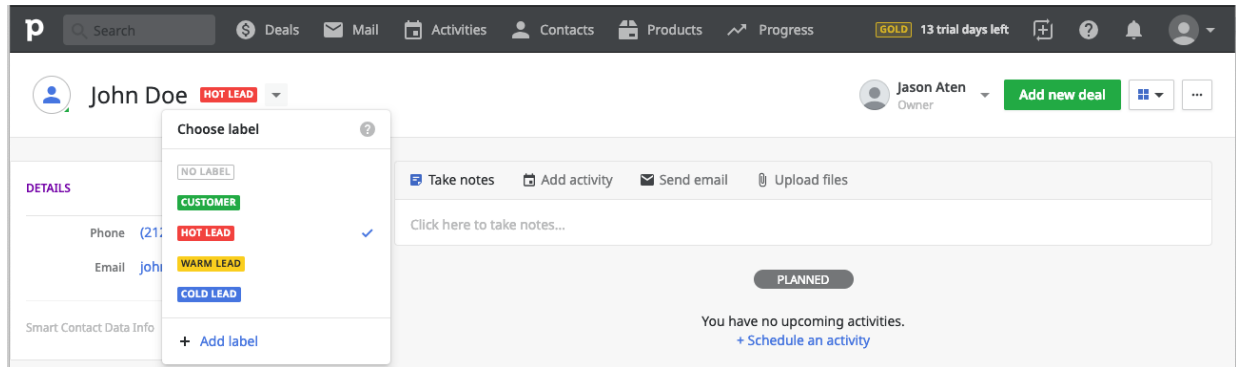 p Search Deals Mail Activities Contacts Products Progress GOLD 13 trial days left
John Doe HOT LEAD
Jason Aten
Owner
Add new deal
Choose label
NO LABEL
CUSTOMER
HOT LEAD
WARM LEAD
COLD LEAD
+ Add label
DETAILS
Phone (212
Email joh
Smart Contact Data Info
Take notes Add activity Send email Upload files
Click here to take notes...
PLANNED
You have no upcoming activities.
+ Schedule an activity